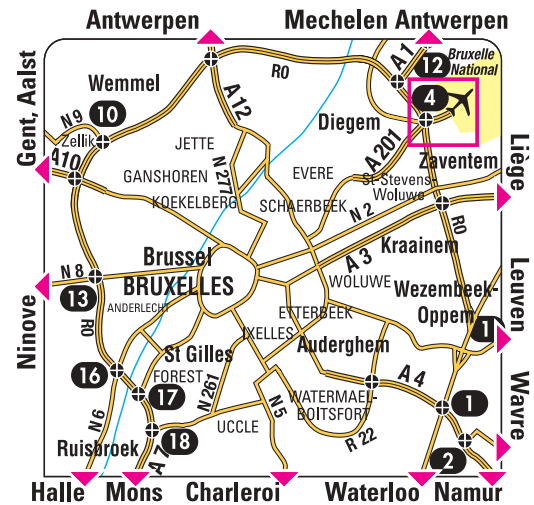 Antwerpen
Mechelen Antwerpen
Gent, Aalst
Wemmel
R0
A1
12
Bruxelle
National
N9
10
A12
4
Zellik
JETTE
Diegem
A201
A10
N 277
EVERE
Zaventem
Liège
GANSHOREN
St-Stevens-
Woluwe
KOEKELBERG
SCHAERBEEK
N 2
R0
Brussel
A 3
Kraainem
N 8
BRUXELLES
WOLUWE
Wezembeek-
Oppem
Leuven
13
ANDERLECHT
ETTERBEEK
Ninove
R0
IXELLES
1
St Gilles
Auderghem
16
FOREST
A 4
17
N 261
WATERMAEL-
BOITSFORT
1
Wavre
N6
N 5
18
UCCLE
R 22
Ruisbroek
A 7
2
Halle
Mons
Charleroi
Waterloo
Namur